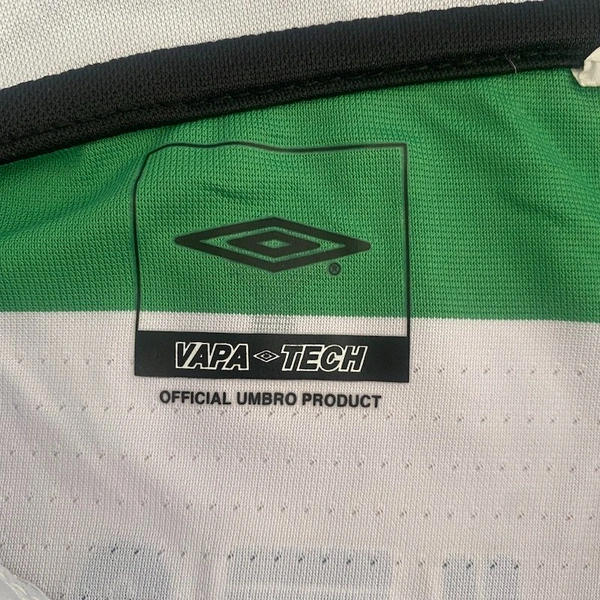 ®
VAPA TECH
OFFICIAL UMBRO PRODUCT